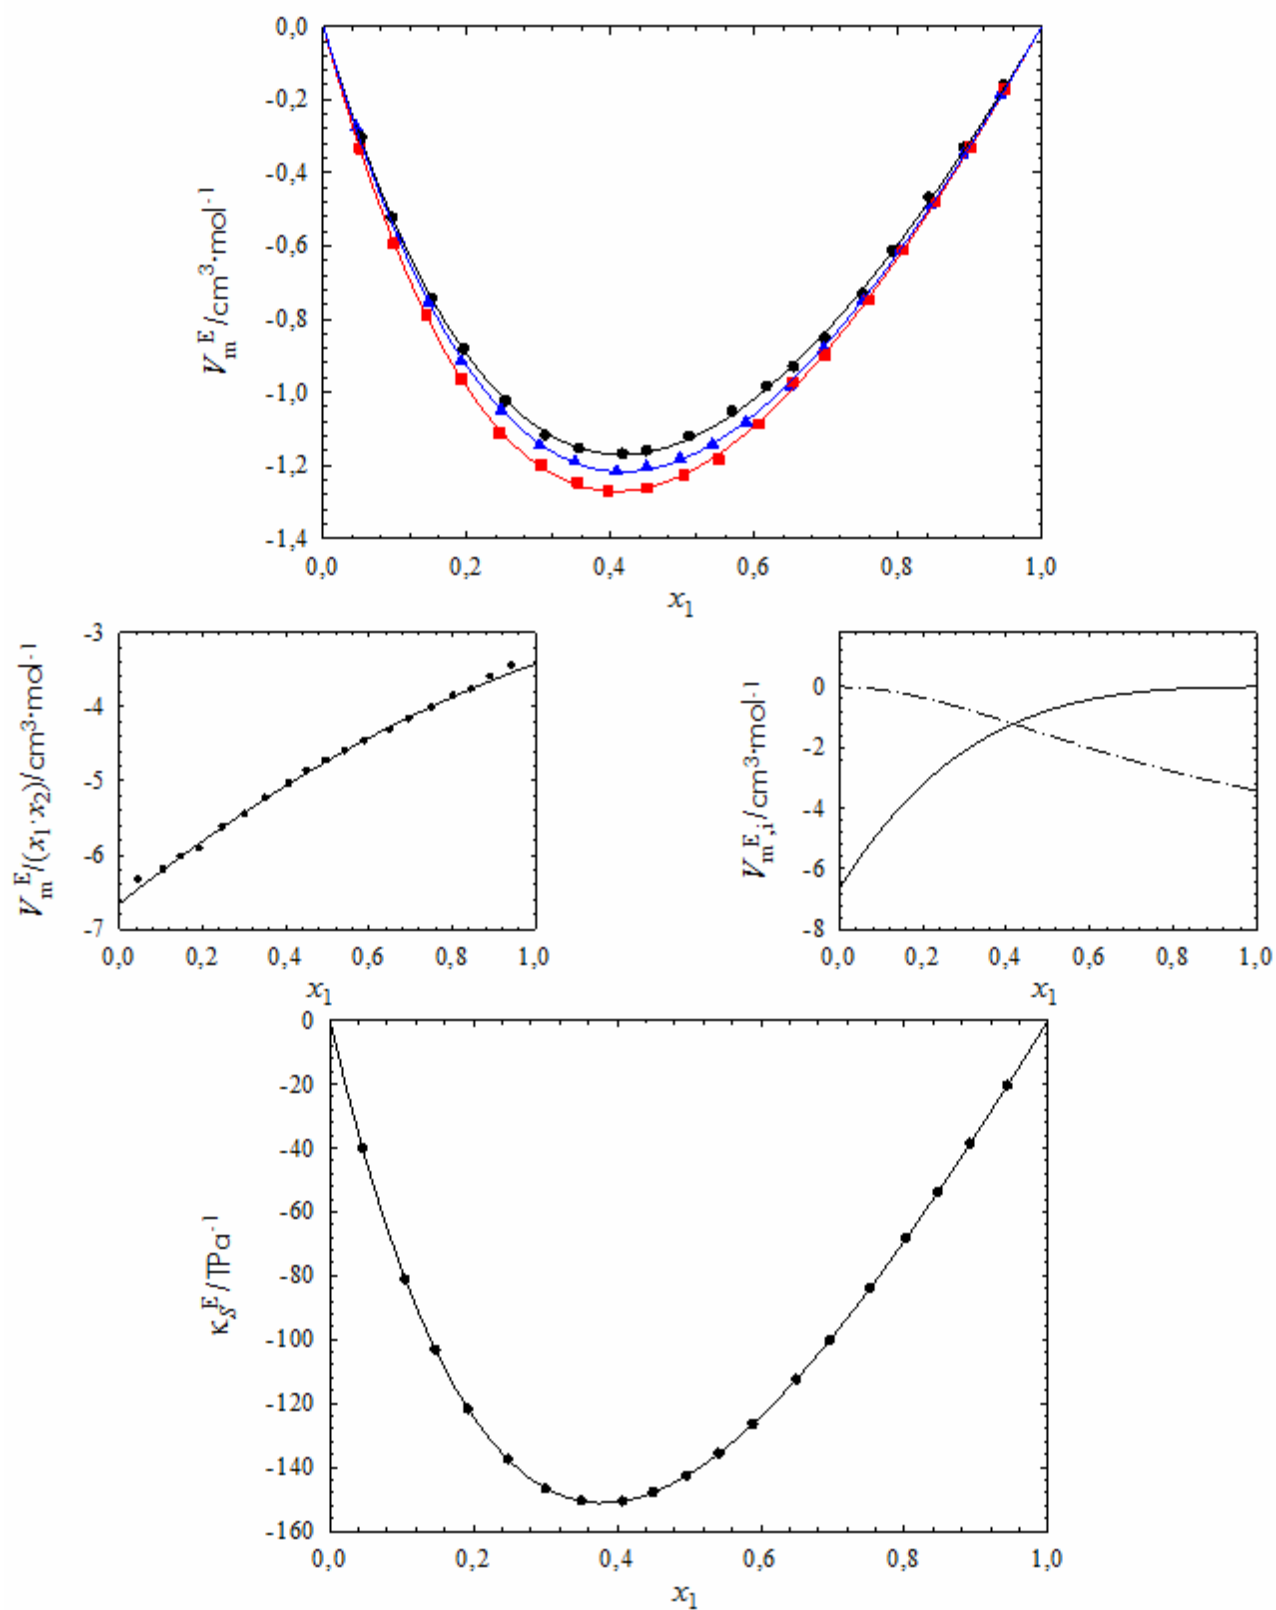 0,0
-0,2
-0,4
-0,6
-0,8
-1,0
-1,2
-1,4
V_m^E/cm³·mol⁻¹
0,0 0,2 0,4 0,6 0,8 1,0
x₁
-3
-4
-5
-6
-7
V_m^E/(x₁·x₂)/cm³·mol⁻¹
0,0 0,2 0,4 0,6 0,8 1,0
x₁
0
-2
-4
-6
-8
V_m^E,i/cm³·mol⁻¹
0,0 0,2 0,4 0,6 0,8 1,0
x₁
0
-20
-40
-60
-80
-100
-120
-140
-160
κ_S^E/TPa⁻¹
0,0 0,2 0,4 0,6 0,8 1,0
x₁